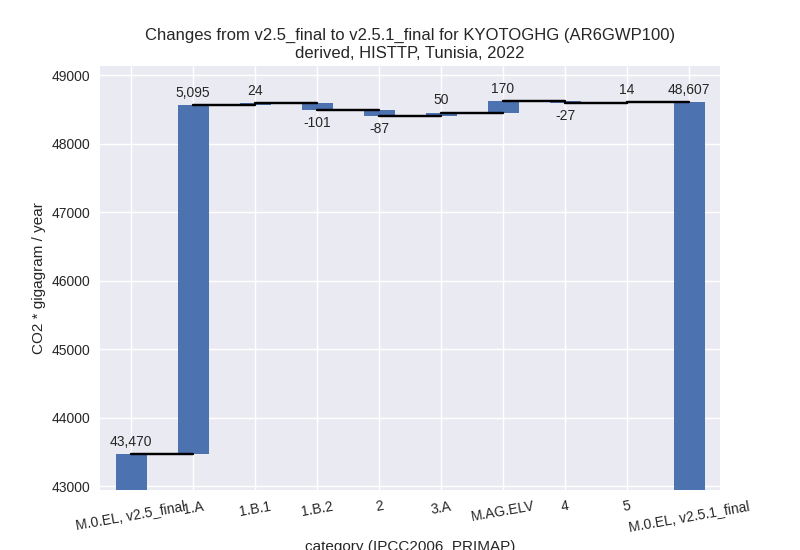 Changes from v2.5_final to v2.5.1_final for KYOTOGHG (AR6GWP100)
derived, HISTTP, Tunisia, 2022
49000
48000
47000
46000
45000
44000
43000
CO2 * gigagram / year
43,470
5,095
24
-101
-87
50
170
-27
14
48,607
M.0.EL, v2.5_final
1.A
1.B.1
1.B.2
2
3.A
M.AG.ELV
4
5
M.0.EL, v2.5.1_final
category (IPCC2006_PRIMAP)